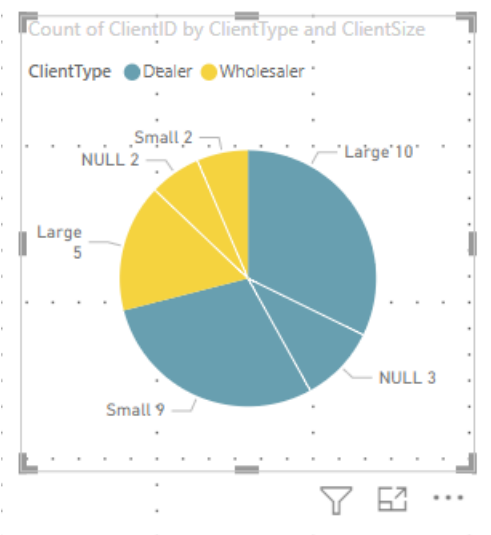 Count of ClientID by ClientType and ClientSize
ClientType Dealer Wholesaler
Small 2
NULL 2
Large 10
Large
5
NULL 3
Small 9